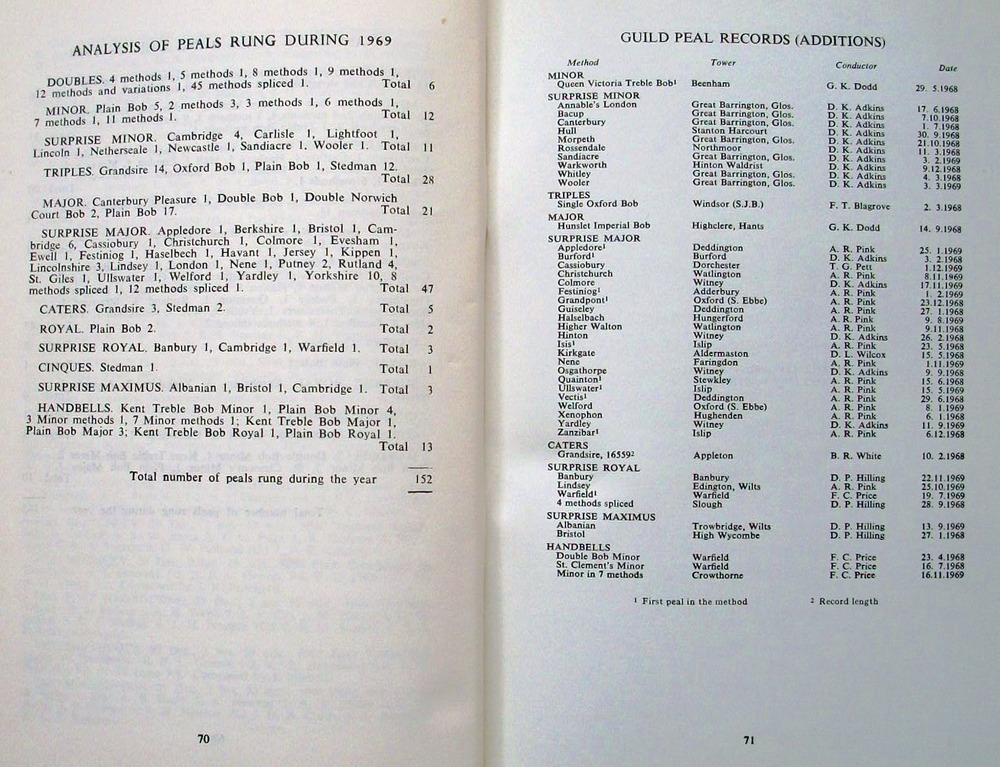 ANALYSIS OF PEALS RUNG DURING 1969
DOUBLES. 4 methods 1, 5 methods 1, 8 methods 1, 9 methods 1,
12 methods and variations 1, 45 methods spliced 1. Total 6
MINOR. Plain Bob 5, 2 methods 3, 3 methods 1, 6 methods 1,
7 methods 1, 11 methods 1. Total 12
SURPRISE MINOR. Cambridge 4, Carlisle 1, Lightfoot 1,
Lincoln 1, Netherseale 1, Newcastle 1, Sandiacre 1, Wooler 1. Total 11
TRIPLES. Grandsire 14, Oxford Bob 1, Plain Bob 1, Stedman 12.
Total 28
MAJOR. Canterbury Pleasure 1, Double Bob 1, Double Norwich
Court Bob 2, Plain Bob 17. Total 21
SURPRISE MAJOR. Appledore 1, Berkshire 1, Bristol 1, Cam-
bridge 6, Cassiobury 1, Christchurch 1, Colmore 1, Evesham 1,
Ewell 1, Festiniog 1, Haselbech 1, Havant 1, Jersey 1, Kippen 1,
Lincolnshire 3, Lindsey 1, London 1, Nene 1, Putney 2, Rutland 4,
St. Giles 1, Ullswater 1, Welford 1, Yardley 1, Yorkshire 10, 8
methods spliced 1, 12 methods spliced 1. Total 47
CATERS. Grandsire 3, Stedman 2. Total 5
ROYAL. Plain Bob 2. Total 2
SURPRISE ROYAL. Banbury 1, Cambridge 1, Warfield 1. Total 3
CINQUES. Stedman 1. Total 1
SURPRISE MAXIMUS. Albanian 1, Bristol 1, Cambridge 1. Total 3
HANDBELLS. Kent Treble Bob Minor 1, Plain Bob Minor 4,
3 Minor methods 1, 7 Minor methods 1; Kent Treble Bob Major 1,
Plain Bob Major 3; Kent Treble Bob Royal 1, Plain Bob Royal 1.
Total 13
Total number of peals rung during the year 152
70
GUILD PEAL RECORDS (ADDITIONS)
Method Tower Conductor Date
MINOR
Queen Victoria Treble Bob¹ Beenham G. K. Dodd 29. 5.1968
SURPRISE MINOR
Annable's London Great Barrington, Glos. D. K. Adkins 17. 6.1968
Bacup Great Barrington, Glos. D. K. Adkins 7.10.1968
Canterbury Great Barrington, Glos. D. K. Adkins 1. 7.1968
Hull Stanton Harcourt D. K. Adkins 30. 9.1968
Morpeth Great Barrington, Glos. D. K. Adkins 21.10.1968
Rossendale Northmoor D. K. Adkins 11. 3.1968
Sandiacre Great Barrington, Glos. D. K. Adkins 3. 2.1969
Warkworth Hinton Waldrist D. K. Adkins 9.12.1968
Whitley Great Barrington, Glos. D. K. Adkins 4. 3.1968
Wooler Great Barrington, Glos. D. K. Adkins 3. 3.1969
TRIPLES
Single Oxford Bob Windsor (S.J.B.) F. T. Blagrove 2. 3.1968
MAJOR
Hunslet Imperial Bob Highclere, Hants G. K. Dodd 14. 9.1968
SURPRISE MAJOR
Appledore¹ Deddington A. R. Pink 25. 1.1969
Burford¹ Burford D. K. Adkins 3. 2.1968
Cassiobury Dorchester T. G. Pett 1.12.1969
Christchurch Watlington A. R. Pink 8.11.1969
Colmore Witney D. K. Adkins 17.11.1969
Festiniog¹ Adderbury A. R. Pink 1. 2.1969
Grandpont¹ Oxford (S. Ebbe) A. R. Pink 23.12.1968
Guiseley Deddington A. R. Pink 27. 1.1968
Halselbach Hungerford A. R. Pink 9. 8.1969
Higher Walton Watlington A. R. Pink 9.11.1968
Hinton Witney D. K. Adkins 26. 2.1968
Isis¹ Islip A. R. Pink 23. 5.1968
Kirkgate Aldermaston D. L. Wilcox 15. 5.1968
Nene Faringdon A. R. Pink 1.11.1969
Osgathorpe Witney D. K. Adkins 9. 9.1968
Quainton¹ Stewkley A. R. Pink 15. 6.1968
Ullswater¹ Islip A. R. Pink 15. 5.1969
Vectis¹ Deddington A. R. Pink 29. 6.1968
Welford Oxford (S. Ebbe) A. R. Pink 8. 1.1969
Xenophon Hughenden A. R. Pink 6. 1.1968
Yardley Witney D. K. Adkins 11. 9.1969
Zanzibar¹ Islip A. R. Pink 6.12.1968
CATERS
Grandsire, 16559² Appleton B. R. White 10. 2.1968
SURPRISE ROYAL
Banbury Banbury D. P. Hilling 22.11.1969
Lindsey Edington, Wilts A. R. Pink 25.10.1969
Warfield¹ Warfield F. C. Price 19. 7.1969
4 methods spliced Slough D. P. Hilling 28. 9.1968
SURPRISE MAXIMUS
Albanian Trowbridge, Wilts D. P. Hilling 13. 9.1969
Bristol High Wycombe D. P. Hilling 27. 1.1968
HANDBELLS
Double Bob Minor Warfield F. C. Price 23. 4.1968
St. Clement's Minor Warfield F. C. Price 16. 7.1968
Minor in 7 methods Crowthorne F. C. Price 16.11.1969
¹ First peal in the method ² Record length
71